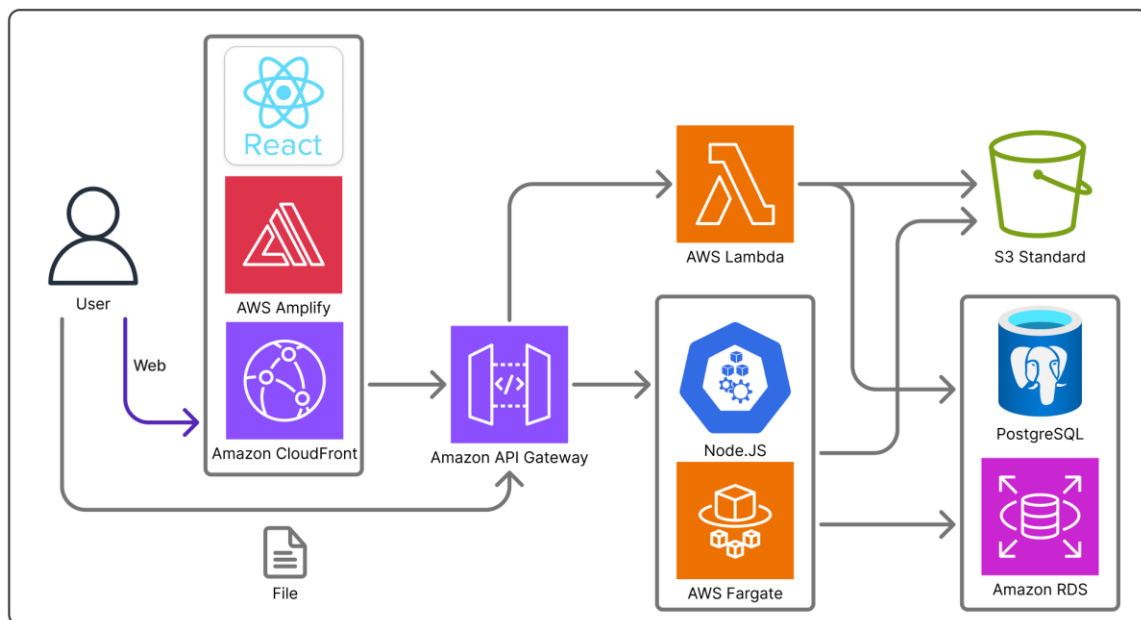 React
AWS Amplify
Amazon CloudFront
User
Web
File
</>
Amazon API Gateway
AWS Lambda
Node.JS
AWS Fargate
S3 Standard
PostgreSQL
Amazon RDS